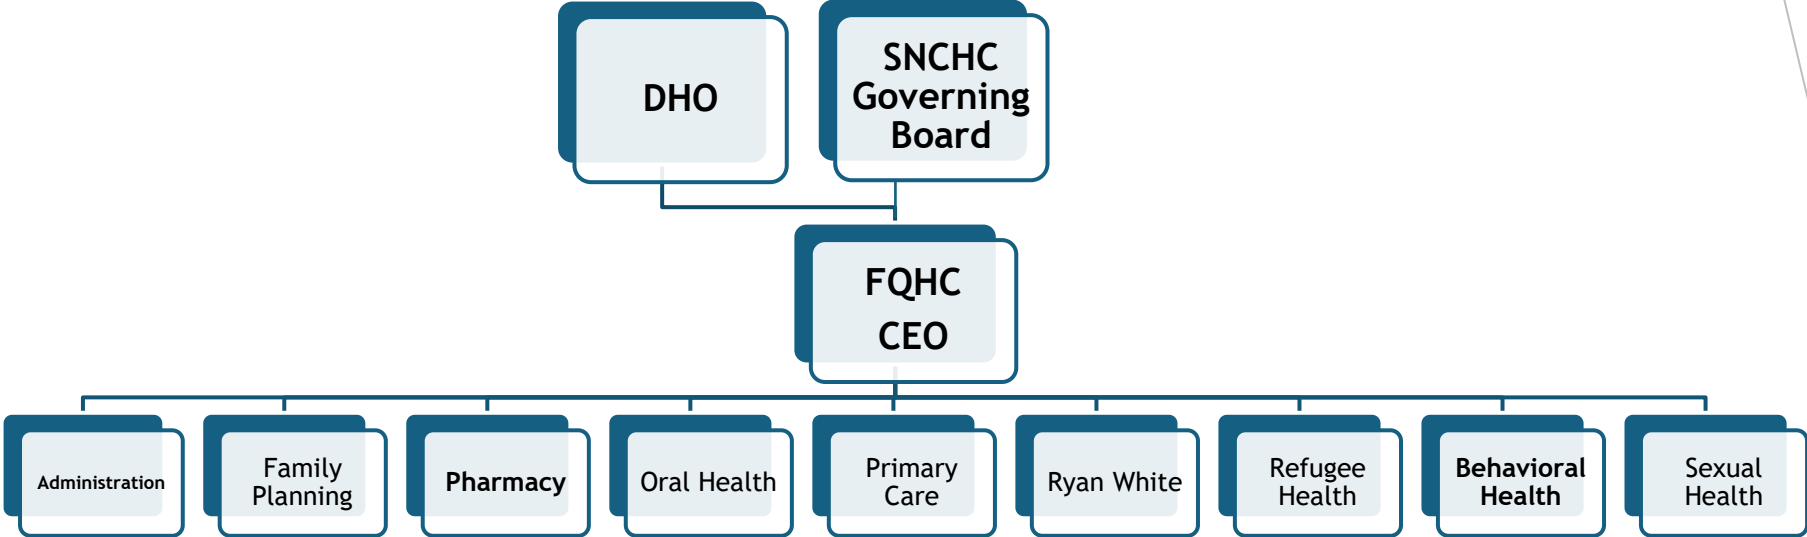 DHO
SNCHC
Governing
Board
FQHC
CEO
Administration
Family
Planning
Pharmacy
Oral Health
Primary
Care
Ryan White
Refugee
Health
Behavioral
Health
Sexual
Health